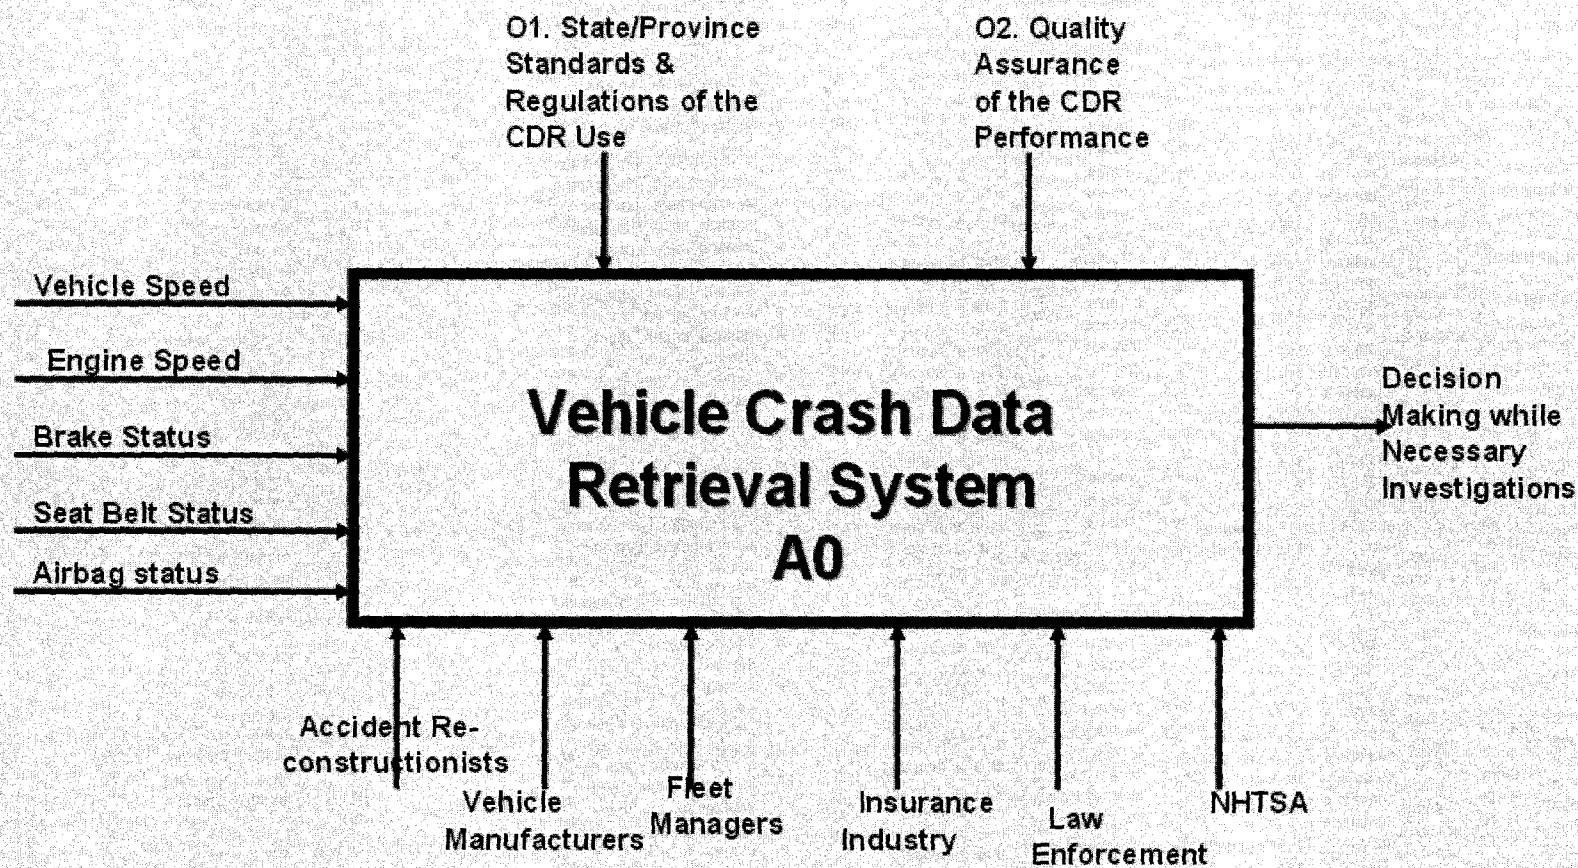 O1. State/Province
Standards &
Regulations of the
CDR Use
O2. Quality
Assurance
of the CDR
Performance
Vehicle Speed
Engine Speed
Brake Status
Seat Belt Status
Airbag status
Vehicle Crash Data
Retrieval System
A0
Decision
Making while
Necessary
Investigations
Accident Re-
constructionists
Vehicle
Manufacturers
Fleet
Managers
Insurance
Industry
Law
Enforcement
NHTSA